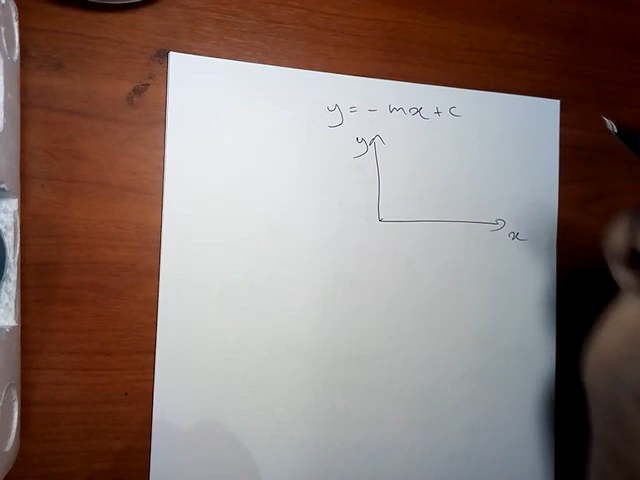 y = - mx + c
y
x